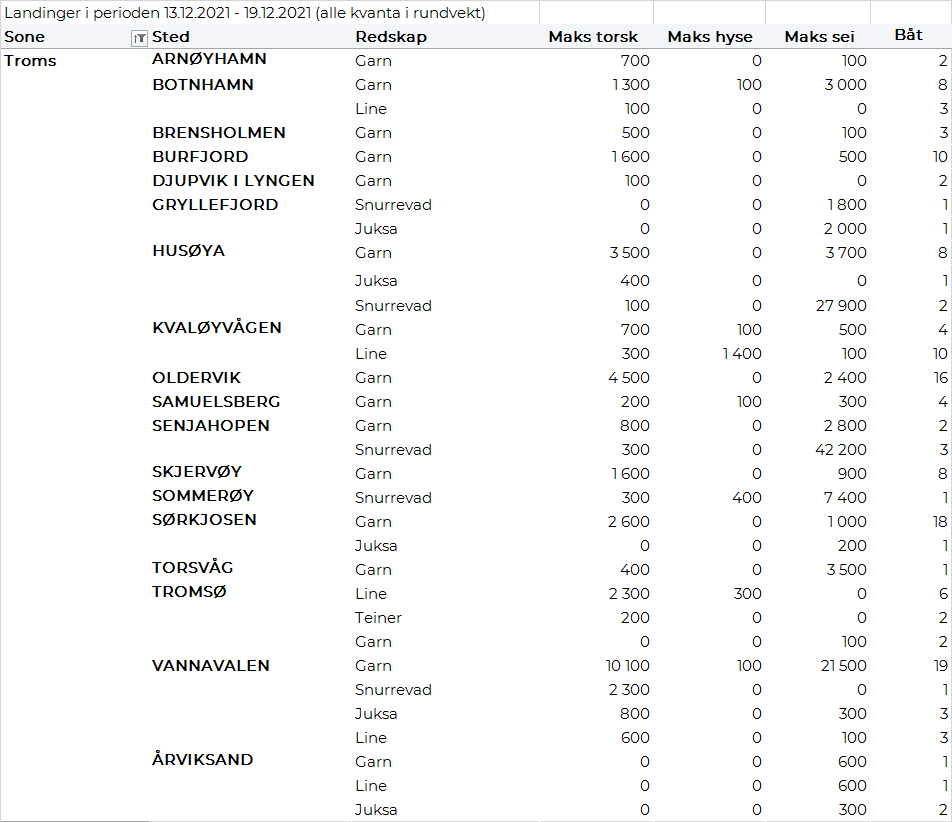 Landinger i perioden 13.12.2021 - 19.12.2021 (alle kvanta i rundvekt)
Sone Sted Redskap Maks torsk Maks hyse Maks sei Båt
Troms ARNØYHAMN Garn 700 0 100 2
BOTNHAMN Garn 1 300 100 3 000 8
Line 100 0 0 3
BRENSHOLMEN Garn 500 0 100 3
BURFJORD Garn 1 600 0 500 10
DJUPVIK I LYNGEN Garn 100 0 0 2
GRYLLEFJORD Snurrevad 0 0 1 800 1
Juksa 0 0 2 000 1
HUSØYA Garn 3 500 0 3 700 8
Juksa 400 0 0 1
Snurrevad 100 0 27 900 2
KVALØYVÅGEN Garn 700 100 500 4
Line 300 1 400 100 10
OLDERVIK Garn 4 500 0 2 400 16
SAMUELSBERG Garn 200 100 300 4
SENJAHOPEN Garn 800 0 2 800 2
Snurrevad 300 0 42 200 3
SKJERVØY Garn 1 600 0 900 8
SOMMERØY Snurrevad 300 400 7 400 1
SØRKJOSEN Garn 2 600 0 1 000 18
Juksa 0 0 200 1
TORSVÅG Garn 400 0 3 500 1
TROMSØ Line 2 300 300 0 6
Teiner 200 0 0 2
Garn 0 0 100 2
VANNAVALEN Garn 10 100 100 21 500 19
Snurrevad 2 300 0 0 1
Juksa 800 0 300 3
Line 600 0 100 3
ÅRVIKSAND Garn 0 0 600 1
Line 0 0 600 1
Juksa 0 0 300 2